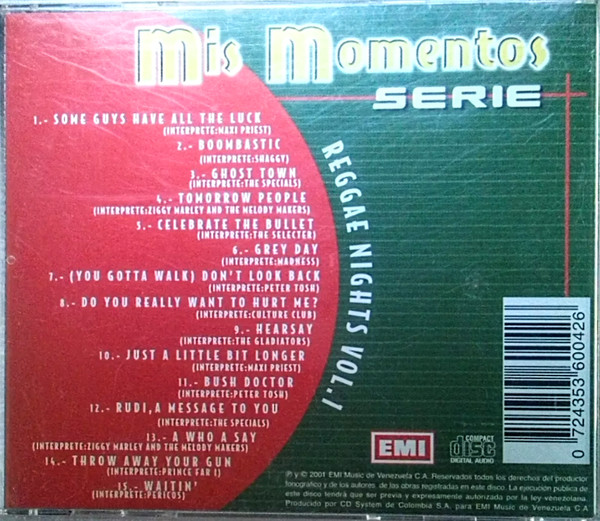 Mis Momentos
SERIE
REGGAE NIGHTS VOL.1
1.- SOME GUYS HAVE ALL THE LUCK
(INTERPRETE:MAXI PRIEST)
2.- BOOMBASTIC
(INTERPRETE:SHAGGY)
3.- GHOST TOWN
(INTERPRETE:THE SPECIALS)
4.- TOMORROW PEOPLE
(INTERPRETE:ZIGGY MARLEY AND THE MELODY MAKERS)
5.- CELEBRATE THE BULLET
(INTERPRETE:THE SELECTER)
6.- GREY DAY
(INTERPRETE:MADNESS)
7.- (YOU GOTTA WALK) DON'T LOOK BACK
(INTERPRETE:PETER TOSH)
8.- DO YOU REALLY WANT TO HURT ME?
(INTERPRETE:CULTURE CLUB)
9.- HEARSAY
(INTERPRETE:THE GLADIATORS)
10.- JUST A LITTLE BIT LONGER
(INTERPRETE:MAXI PRIEST)
11.- BUSH DOCTOR
(INTERPRETE:PETER TOSH)
12.- RUDI,A MESSAGE TO YOU
(INTERPRETE:THE SPECIALS)
13.- A WHO A SAY
(INTERPRETE:ZIGGY MARLEY AND THE MELODY MAKERS)
14.- THROW AWAY YOUR GUN
(INTERPRETE:PRINCE FAR I)
15.- WAITIN'
(INTERPRETE:PERICOS)
0 724353 600426
EMI
COMPACT
disc
DIGITAL AUDIO
℗ y © 2001 EMI Music de Venezuela C.A. Reservados todos los derechos del productor
fonográfico y de los autores, de las obras registradas en este disco. La ejecución pública de
este disco tendrá que ser previa y expresamente autorizado por la ley venezolana.
Producido por CD System de Colombia S.A. para EMI Music de Venezuela C.A